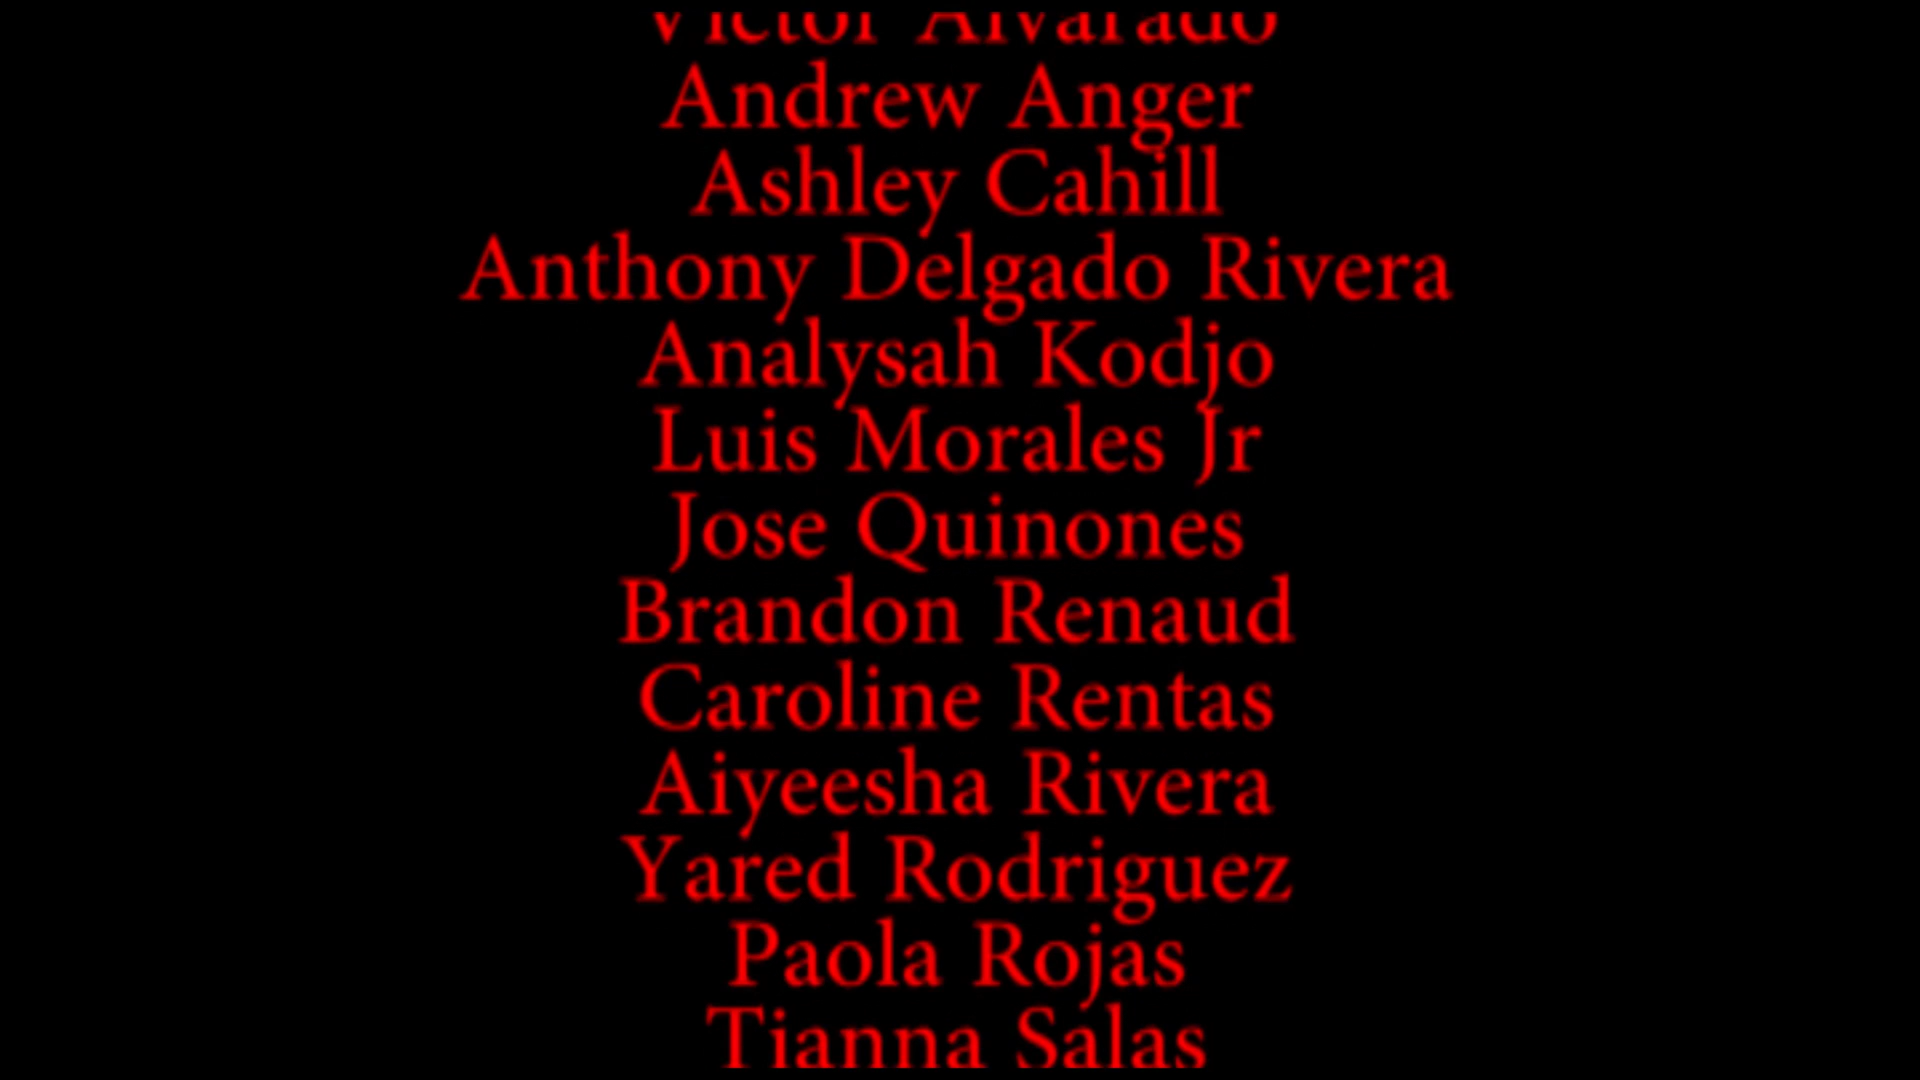 Victor Alvarado
Andrew Anger
Ashley Cahill
Anthony Delgado Rivera
Analysah Kodjo
Luis Morales Jr
Jose Quinones
Brandon Renaud
Caroline Rentas
Aiyeesha Rivera
Yared Rodriguez
Paola Rojas
Tianna Salas